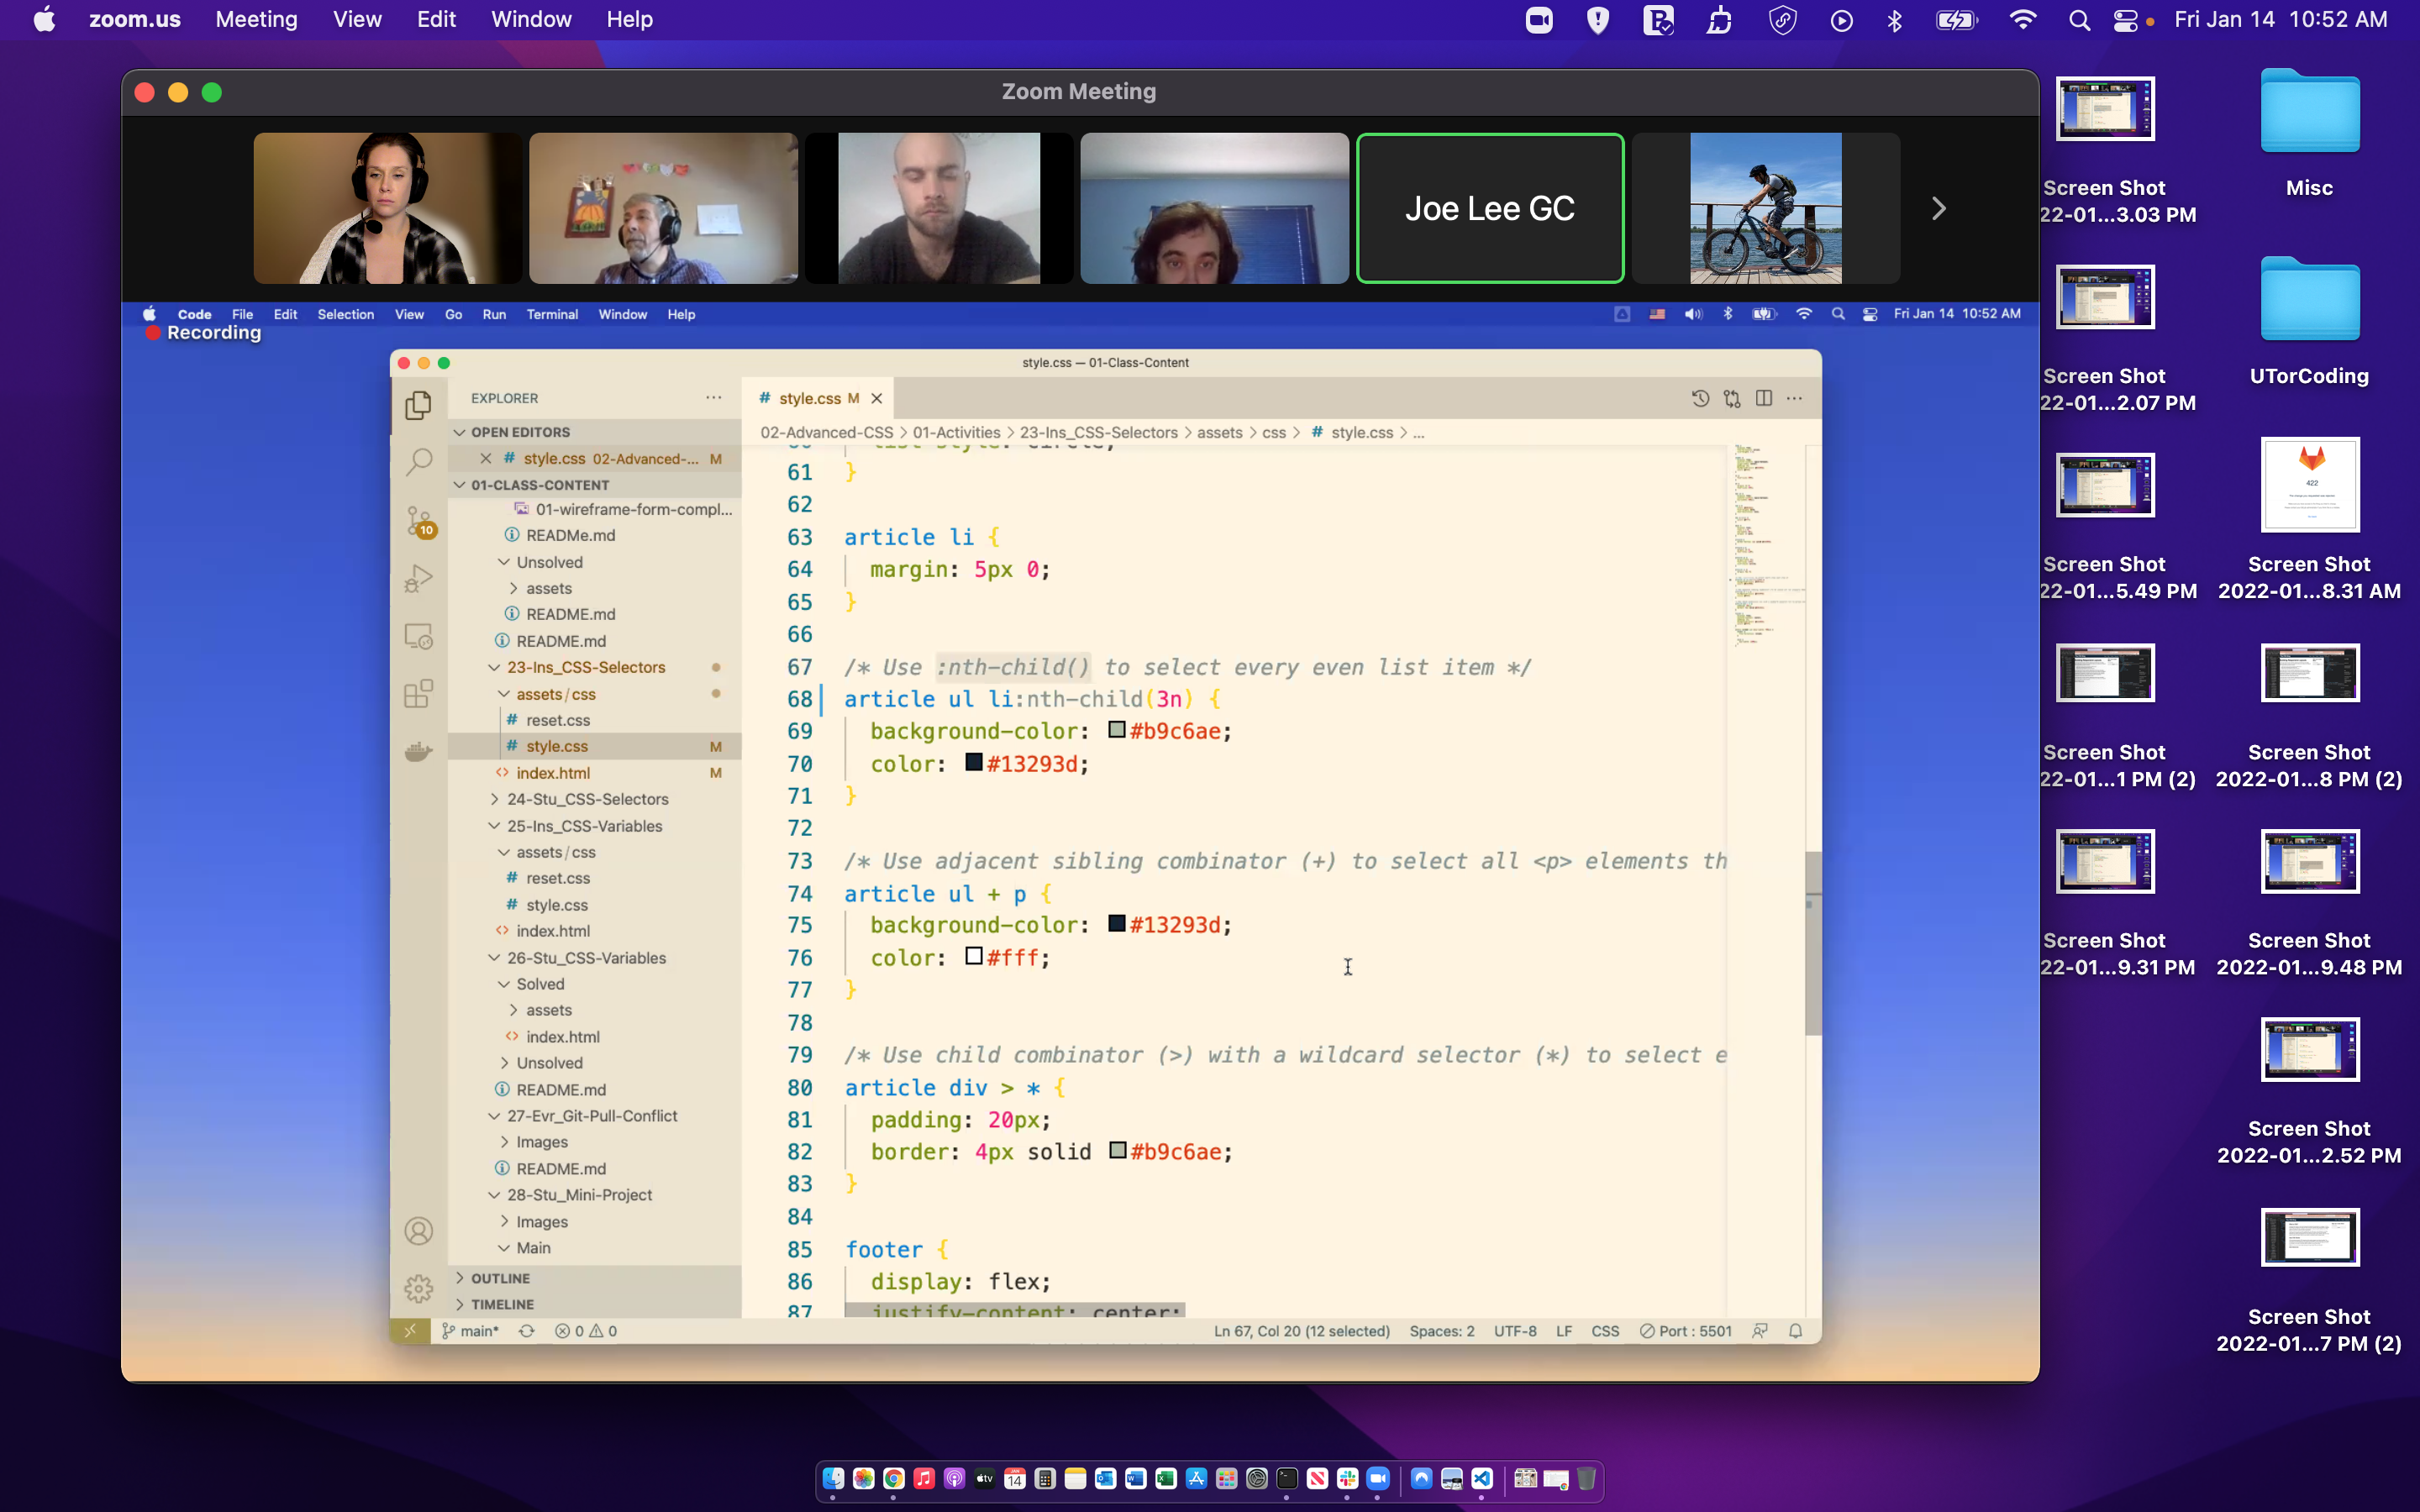 zoom.us Meeting View Edit Window Help
Fri Jan 14 10:52 AM
Zoom Meeting
Joe Lee GC
Code File Edit Selection View Go Run Terminal Window Help
Fri Jan 14 10:52 AM
Recording
style.css — 01-Class-Content
EXPLORER
# style.css M
OPEN EDITORS
02-Advanced-CSS > 01-Activities > 23-Ins_CSS-Selectors > assets > css > # style.css > ...
# style.css 02-Advanced-... M
01-CLASS-CONTENT
01-wireframe-form-compl...
READMe.md
Unsolved
assets
README.md
README.md
23-Ins_CSS-Selectors
assets/css
# reset.css
# style.css M
index.html M
24-Stu_CSS-Selectors
25-Ins_CSS-Variables
assets/css
# reset.css
# style.css
index.html
26-Stu_CSS-Variables
Solved
assets
index.html
Unsolved
README.md
27-Evr_Git-Pull-Conflict
Images
README.md
28-Stu_Mini-Project
Images
Main
OUTLINE
TIMELINE
10
61 }
62
63 article li {
64 margin: 5px 0;
65 }
66
67 /* Use :nth-child() to select every even list item */
68 article ul li:nth-child(3n) {
69 background-color: #b9c6ae;
70 color: #13293d;
71 }
72
73 /* Use adjacent sibling combinator (+) to select all <p> elements th
74 article ul + p {
75 background-color: #13293d;
76 color: #fff;
77 }
78
79 /* Use child combinator (>) with a wildcard selector (*) to select e
80 article div > * {
81 padding: 20px;
82 border: 4px solid #b9c6ae;
83 }
84
85 footer {
86 display: flex;
87 justify-content: center;
main* 0 0
Ln 67, Col 20 (12 selected) Spaces: 2 UTF-8 LF CSS Port : 5501
Screen Shot
22-01...3.03 PM
Misc
Screen Shot
22-01...2.07 PM
UTorCoding
422
Screen Shot
22-01...5.49 PM
Screen Shot
2022-01...8.31 AM
Screen Shot
22-01...1 PM (2)
Screen Shot
2022-01...8 PM (2)
Screen Shot
22-01...9.31 PM
Screen Shot
2022-01...9.48 PM
Screen Shot
2022-01...2.52 PM
Screen Shot
2022-01...7 PM (2)
tv
14